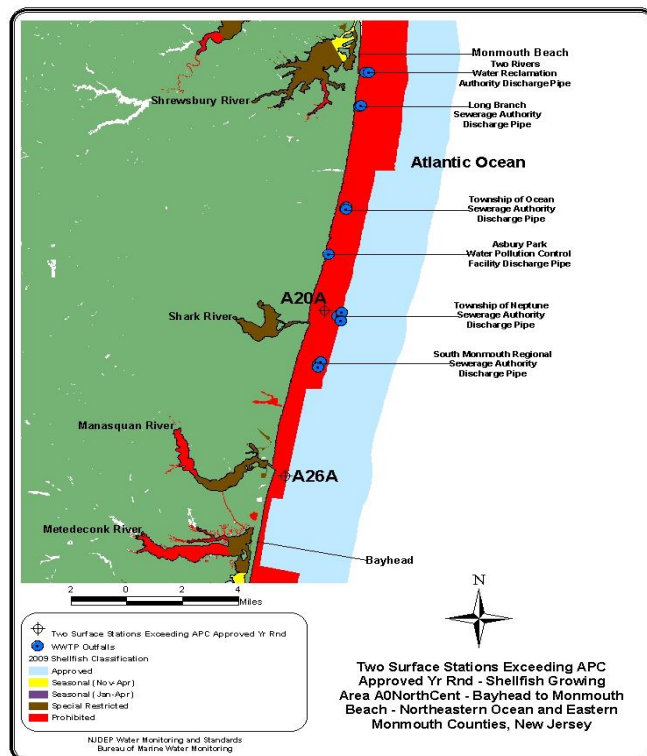 Monmouth Beach
Two Rivers
Water Reclamation
Authority Discharge Pipe
Shrewsbury River
Long Branch
Sewerage Authority
Discharge Pipe
Atlantic Ocean
Township of Ocean
Sewerage Authority
Discharge Pipe
Asbury Park
Water Pollution Control
Facility Discharge Pipe
A20A
Shark River
Township of Neptune
Sewerage Authority
Discharge Pipe
South Monmouth Regional
Sewerage Authority
Discharge Pipe
Manasquan River
A26A
Metedeconk River
Bayhead
2 0 2 4
Miles
N
Two Surface Stations Exceeding APC Approved Yr Rnd
WWTP Outfalls
2009 Shellfish Classification
Approved
Seasonal (Nov-Apr)
Seasonal (Jan-Apr)
Special Restricted
Prohibited
NJDEP Water Monitoring and Standards
Bureau of Marine Water Monitoring
Two Surface Stations Exceeding APC
Approved Yr Rnd - Shellfish Growing
Area A0NorthCent - Bayhead to Monmouth
Beach - Northeastern Ocean and Eastern
Monmouth Counties, New Jersey